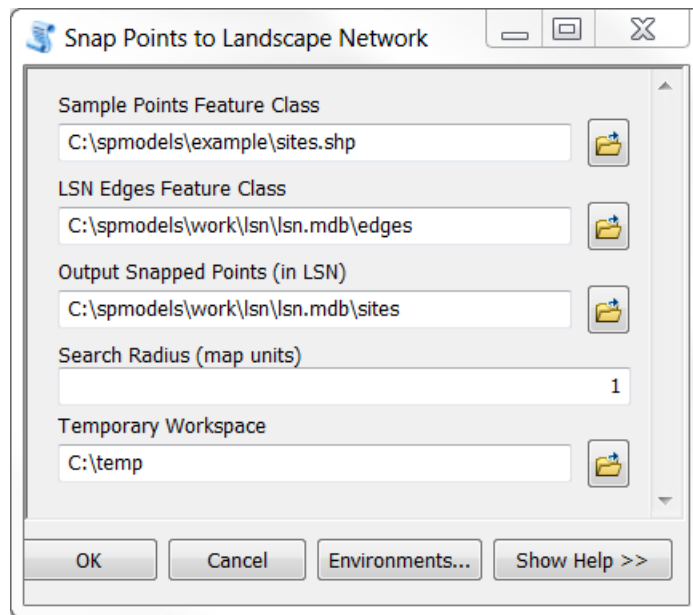 Snap Points to Landscape Network
Sample Points Feature Class
C:\spmodels\example\sites.shp
LSN Edges Feature Class
C:\spmodels\work\lsn\lsn.mdb\edges
Output Snapped Points (in LSN)
C:\spmodels\work\lsn\lsn.mdb\sites
Search Radius (map units)
1
Temporary Workspace
C:\temp
OK Cancel Environments... Show Help >>